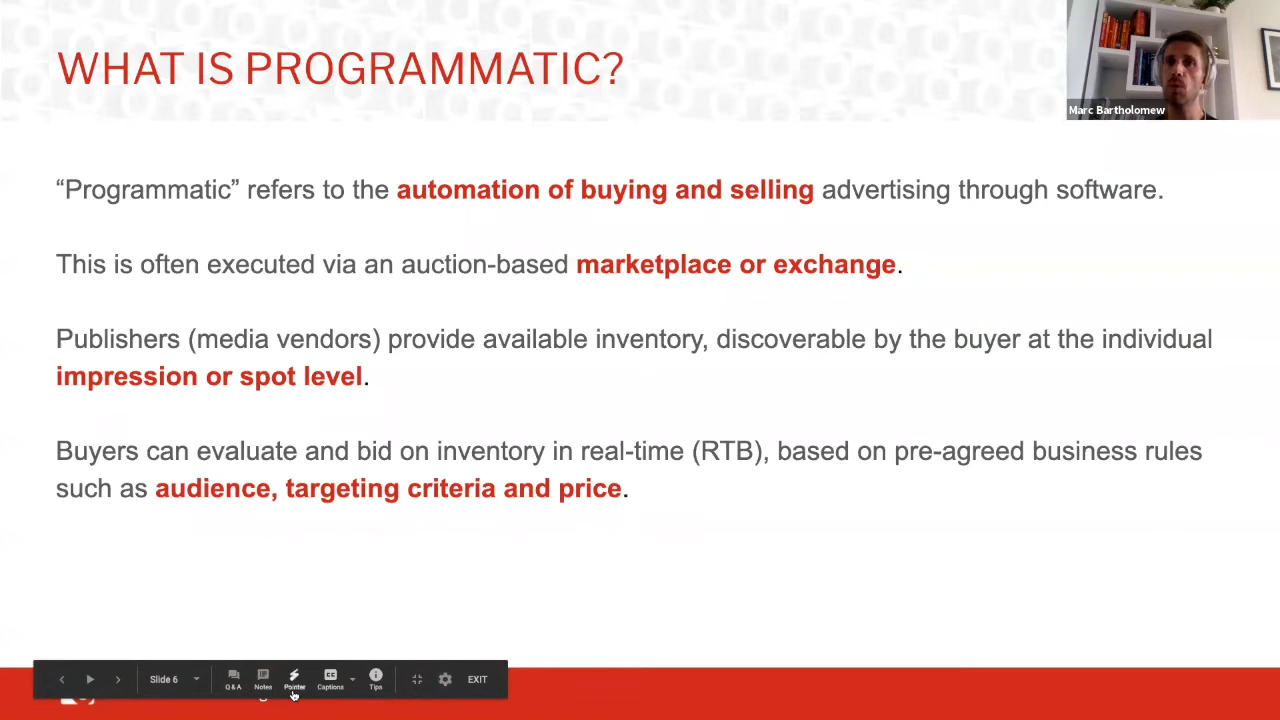 WHAT IS PROGRAMMATIC?
Marc Bartholomew
“Programmatic” refers to the automation of buying and selling advertising through software.
This is often executed via an auction-based marketplace or exchange.
Publishers (media vendors) provide available inventory, discoverable by the buyer at the individual
impression or spot level.
Buyers can evaluate and bid on inventory in real-time (RTB), based on pre-agreed business rules
such as audience, targeting criteria and price.
Slide 6
Q&A
Notes
Pointer
Captions
Tips
EXIT